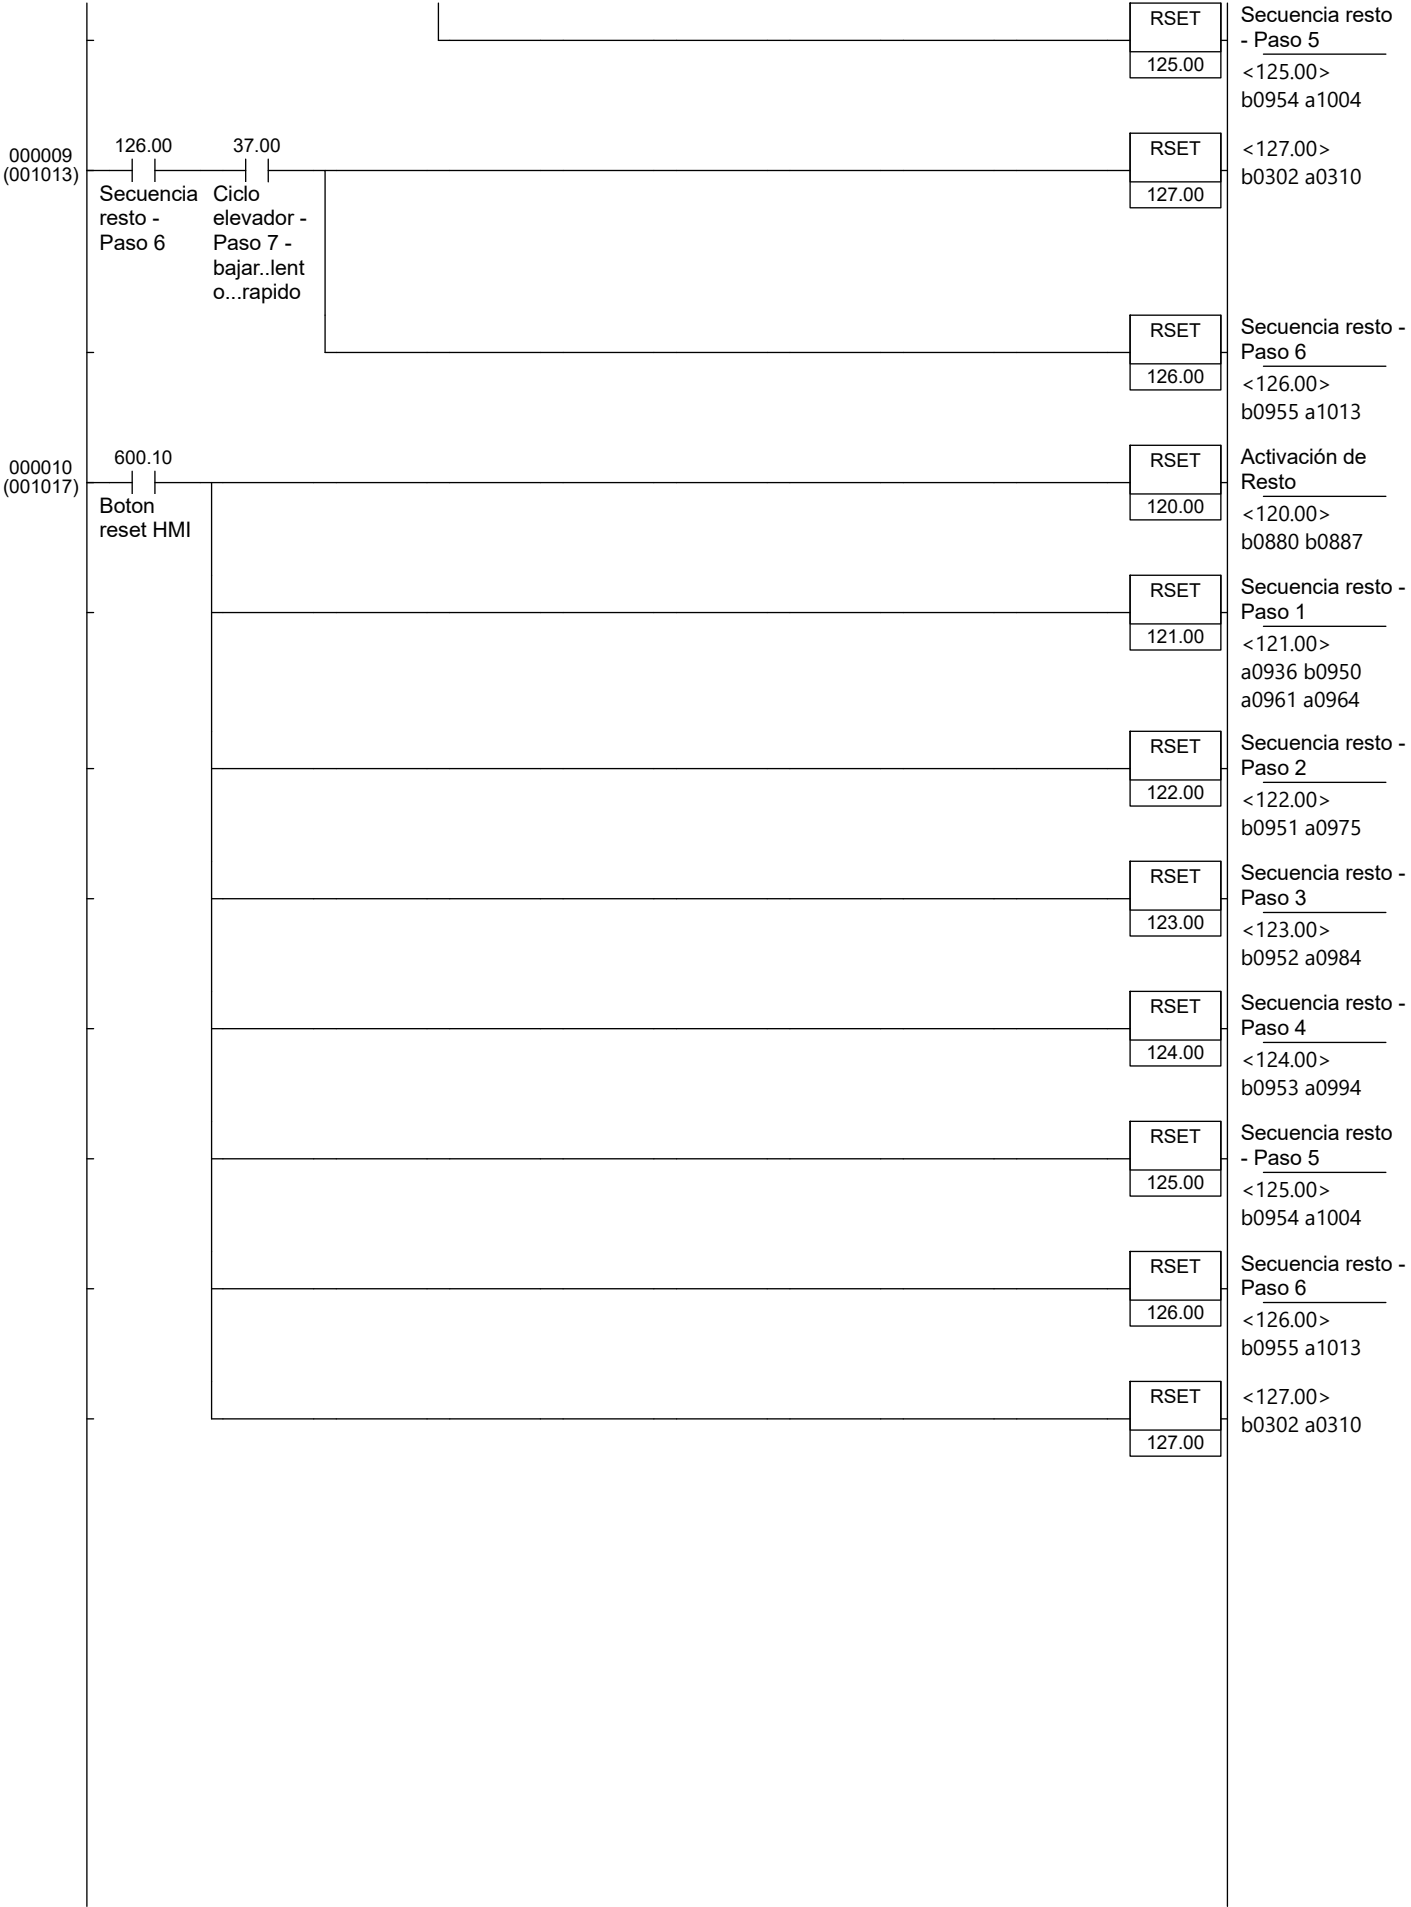 RSET
125.00
Secuencia resto
- Paso 5
<125.00>
b0954 a1004
000009
(001013)
126.00
Secuencia
resto -
Paso 6
37.00
Ciclo
elevador -
Paso 7 -
bajar..lent
o...rapido
RSET
127.00
<127.00>
b0302 a0310
RSET
126.00
Secuencia resto -
Paso 6
<126.00>
b0955 a1013
000010
(001017)
600.10
Boton
reset HMI
RSET
120.00
Activación de
Resto
<120.00>
b0880 b0887
RSET
121.00
Secuencia resto -
Paso 1
<121.00>
a0936 b0950
a0961 a0964
RSET
122.00
Secuencia resto -
Paso 2
<122.00>
b0951 a0975
RSET
123.00
Secuencia resto -
Paso 3
<123.00>
b0952 a0984
RSET
124.00
Secuencia resto -
Paso 4
<124.00>
b0953 a0994
RSET
125.00
Secuencia resto
- Paso 5
<125.00>
b0954 a1004
RSET
126.00
Secuencia resto -
Paso 6
<126.00>
b0955 a1013
RSET
127.00
<127.00>
b0302 a0310